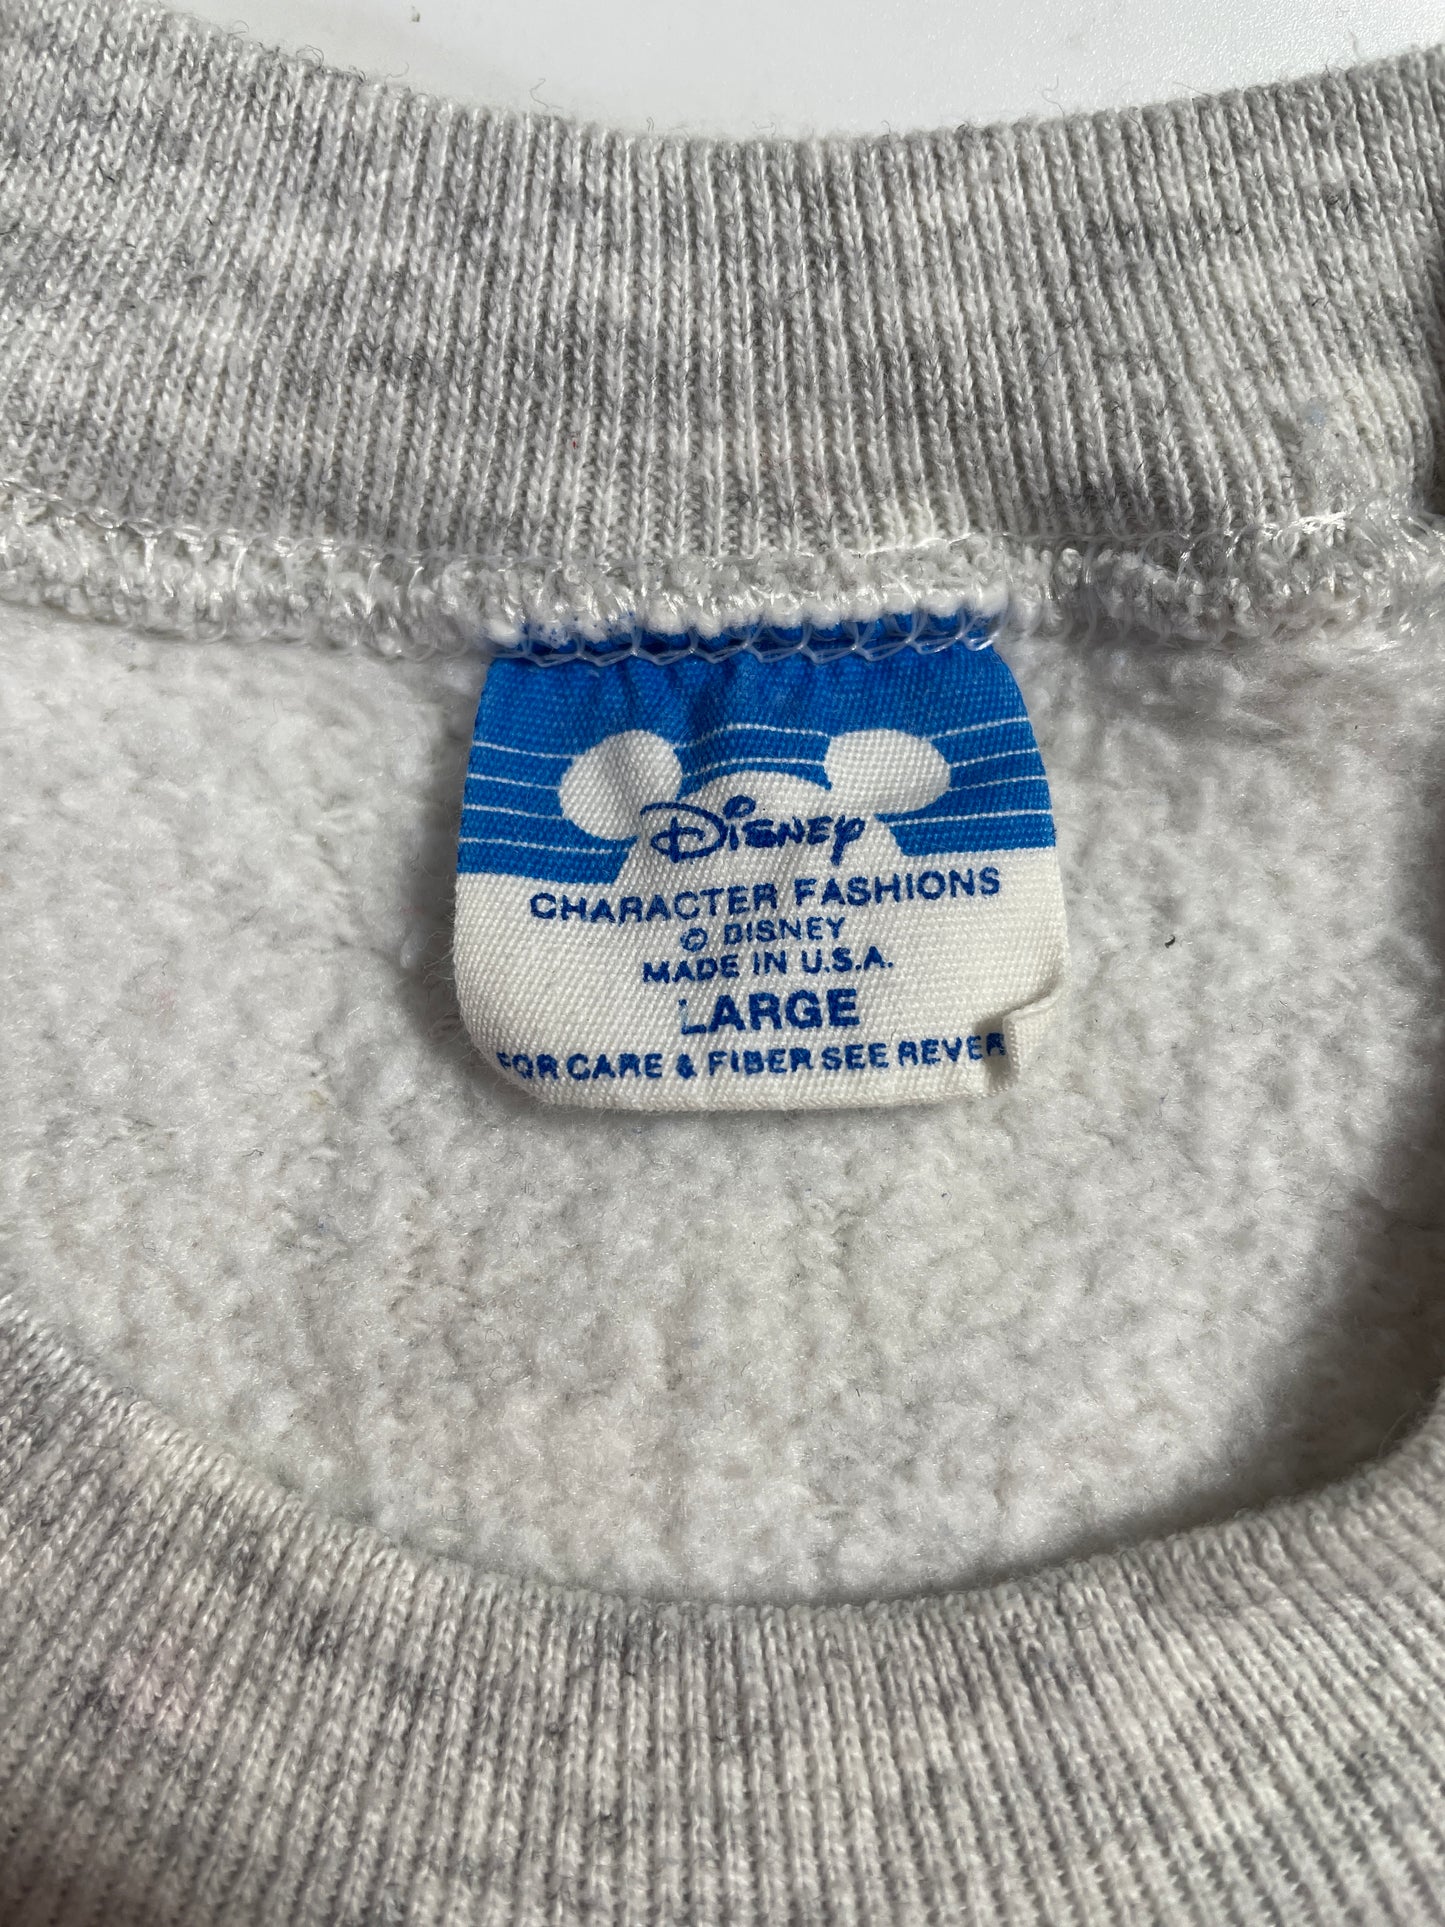 Disney
CHARACTER FASHIONS
© DISNEY
MADE IN U.S.A.
LARGE
FOR CARE & FIBER SEE REVER